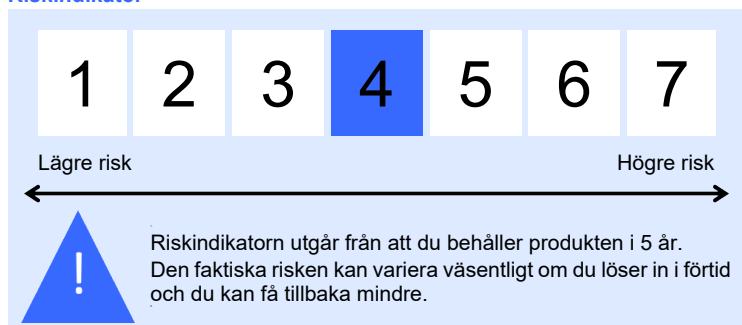 Riskindikator
1 2 3 4 5 6 7
Lägre risk Högre risk
!
Riskindikatorn utgår från att du behåller produkten i 5 år.
Den faktiska risken kan variera väsentligt om du löser in i förtid
och du kan få tillbaka mindre.